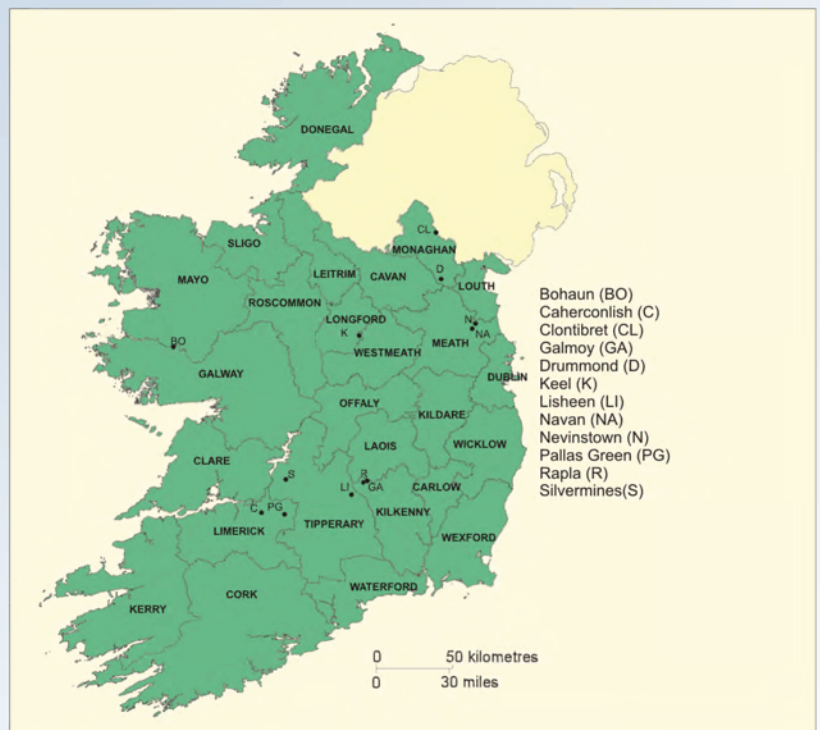 DONEGAL
CL
MONAGHAN
SLIGO
LEITRIM
CAVAN
D
LOUTH
MAYO
ROSCOMMON
LONGFORD
K
N
NA
MEATH
WESTMEATH
BO
GALWAY
DUBLIN
OFFALY
KILDARE
LAOIS
WICKLOW
CLARE
S
R
GA
LI
CARLOW
C
PG
KILKENNY
TIPPERARY
LIMERICK
WEXFORD
WATERFORD
CORK
KERRY
Bohaun (BO)
Caherconlish (C)
Clontibret (CL)
Galmoy (GA)
Drummond (D)
Keel (K)
Lisheen (LI)
Navan (NA)
Nevinstown (N)
Pallas Green (PG)
Rapla (R)
Silvermines(S)
0 50 kilometres
0 30 miles